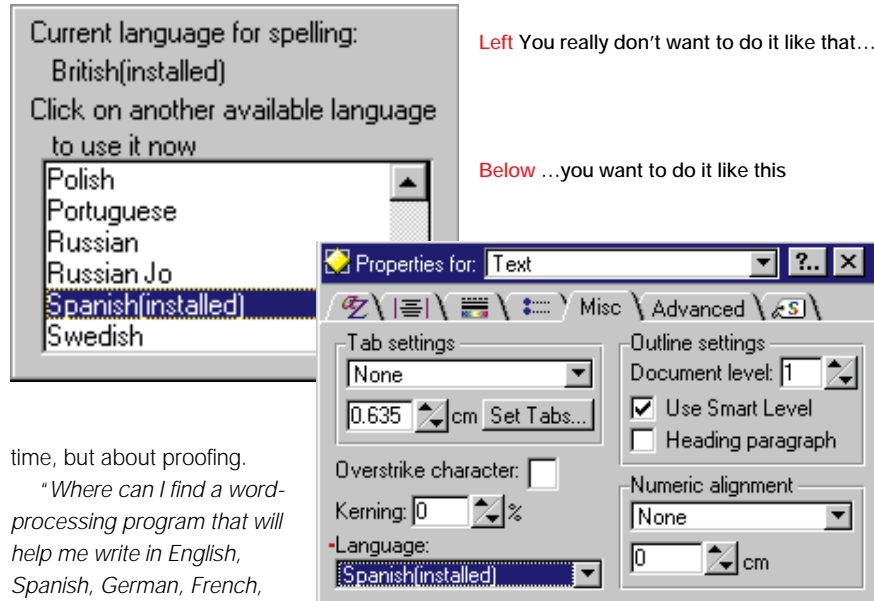 Current language for spelling:
British(installed)
Click on another available language
to use it now
Polish
Portuguese
Russian
Russian Jo
Spanish(installed)
Swedish
Left You really don't want to do it like that…
Below …you want to do it like this
Properties for: Text ?..
Misc Advanced
Tab settings
None
0.635 cm Set Tabs...
Overstrike character:
Kerning: 0 %
Language:
Spanish(installed)
Outline settings
Document level: 1
Use Smart Level
Heading paragraph
Numeric alignment
None
0 cm
time, but about proofing.
"Where can I find a word-
processing program that will
help me write in English,
Spanish, German, French,